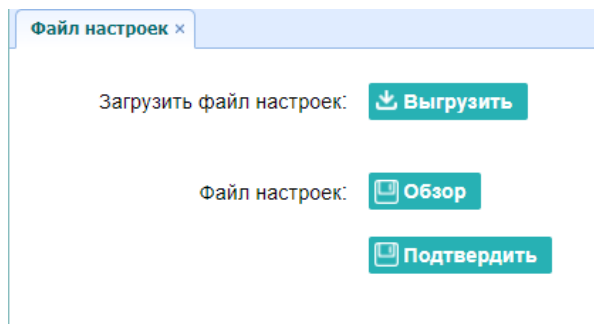 Файл настроек ×
Загрузить файл настроек: Выгрузить
Файл настроек: Обзор
Подтвердить